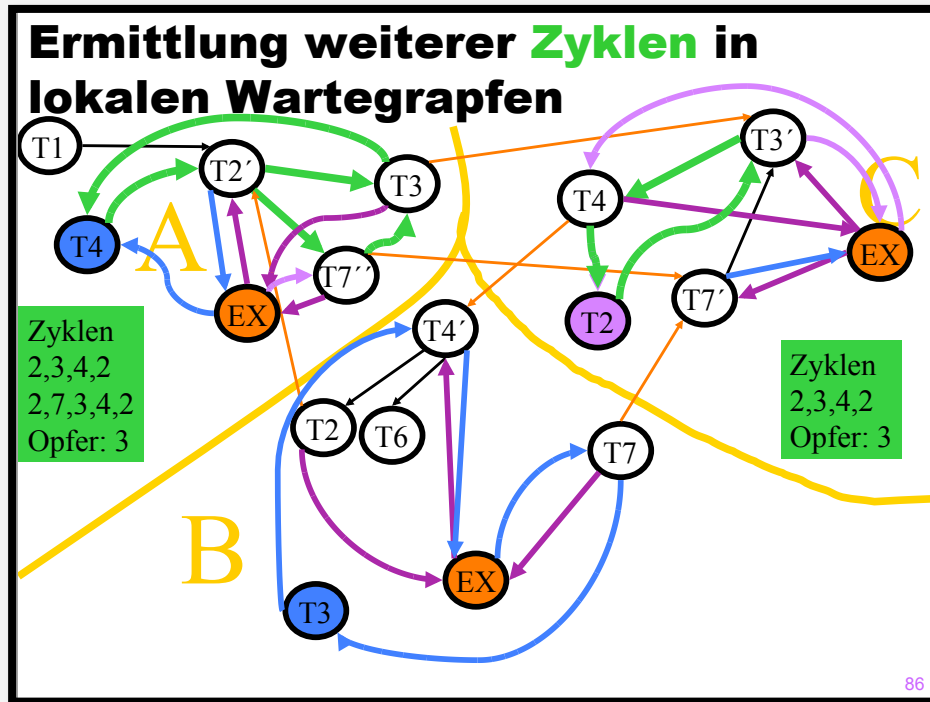 Ermittlung weiterer Zyklen in
lokalen Wartegrapfen
T1
T2´
T3
T4
A
EX
T7´´
Zyklen
2,3,4,2
2,7,3,4,2
Opfer: 3
T3´
T4
C
EX
T2
T7´
Zyklen
2,3,4,2
Opfer: 3
T4´
T2
T6
T7
B
EX
T3
86